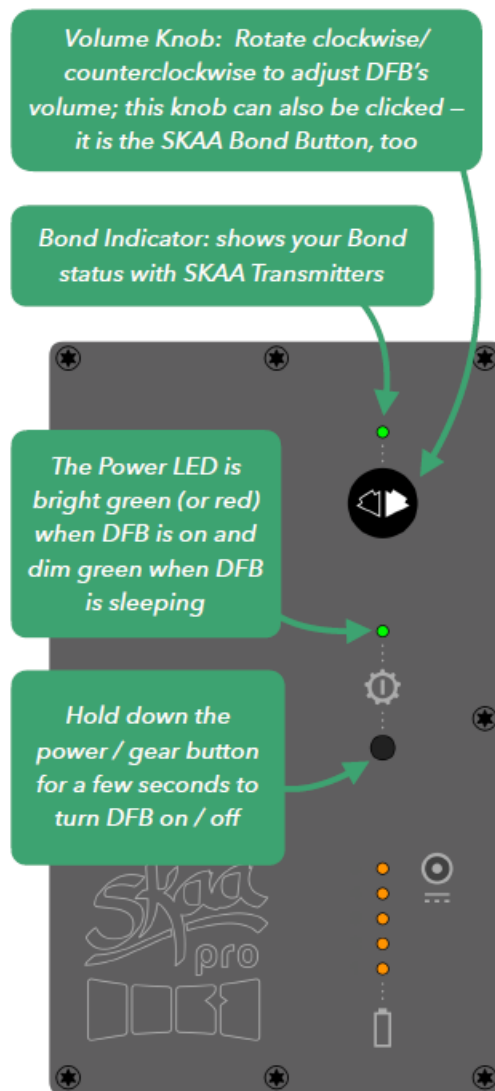 Volume Knob:  Rotate clockwise/
counterclockwise to adjust DFB’s
volume; this knob can also be clicked –
it is the SKAA Bond Button, too
Bond Indicator: shows your Bond
status with SKAA Transmitters
The Power LED is
bright green (or red)
when DFB is on and
dim green when DFB
is sleeping
Hold down the
power / gear button
for a few seconds to
turn DFB on / off
skaa
pro